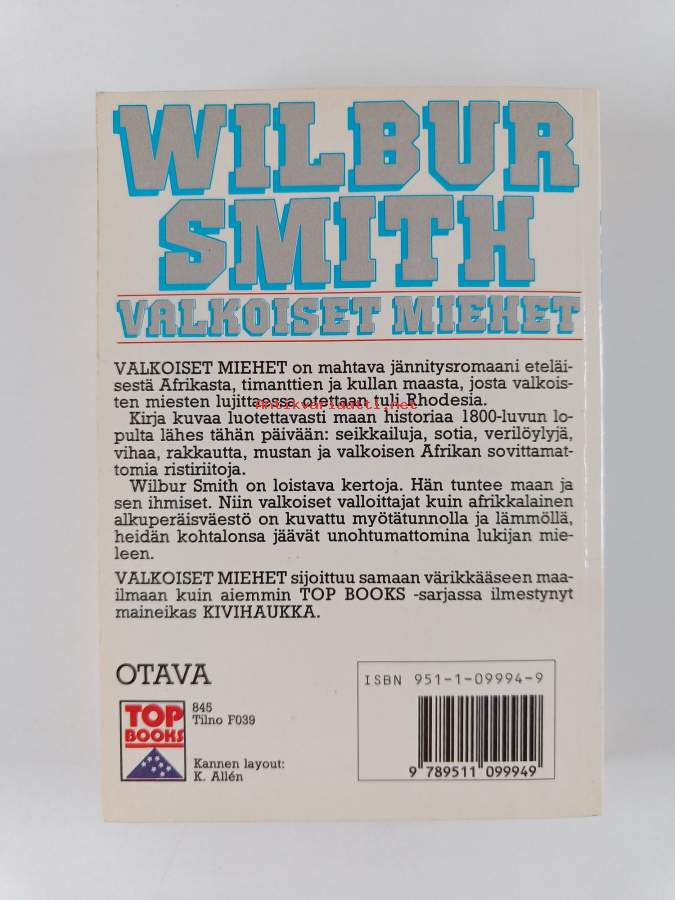 WILBUR
SMITH
VALKOISET MIEHET
VALKOISET MIEHET on mahtava jännitysromaani eteläi-
sestä Afrikasta, timanttien ja kullan maasta, josta valkois-
ten miesten lujittaessa otettaan tuli Rhodesia.
Antikvariaatti.net
Kirja kuvaa luotettavasti maan historiaa 1800-luvun lo-
pulta lähes tähän päivään: seikkailuja, sotia, verilöylyjä,
vihaa, rakkautta, mustan ja valkoisen Afrikan sovittamat-
tomia ristiriitoja.
Wilbur Smith on loistava kertoja. Hän tuntee maan ja
sen ihmiset. Niin valkoiset valloittajat kuin afrikkalainen
alkuperäisväestö on kuvattu myötätunnolla ja lämmöllä,
heidän kohtalonsa jäävät unohtumattomina lukijan mie-
leen.
VALKOISET MIEHET sijoittuu samaan värikkääseen maa-
ilmaan kuin aiemmin TOP BOOKS -sarjassa ilmestynyt
maineikas KIVIHAUKKA.
OTAVA
TOP
BOOKS
845
Tilno F039
Kannen layout:
K. Allén
ISBN 951-1-09994-9
9 789511 099949